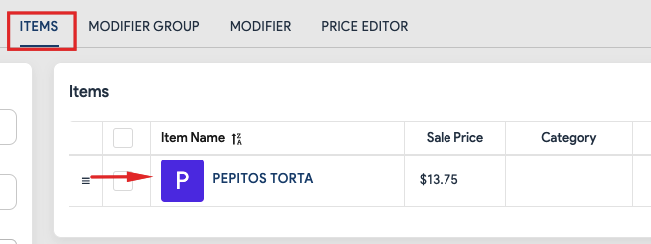 ITEMS MODIFIER GROUP MODIFIER PRICE EDITOR
Items
Item Name Sale Price Category
P PEPITOS TORTA $13.75